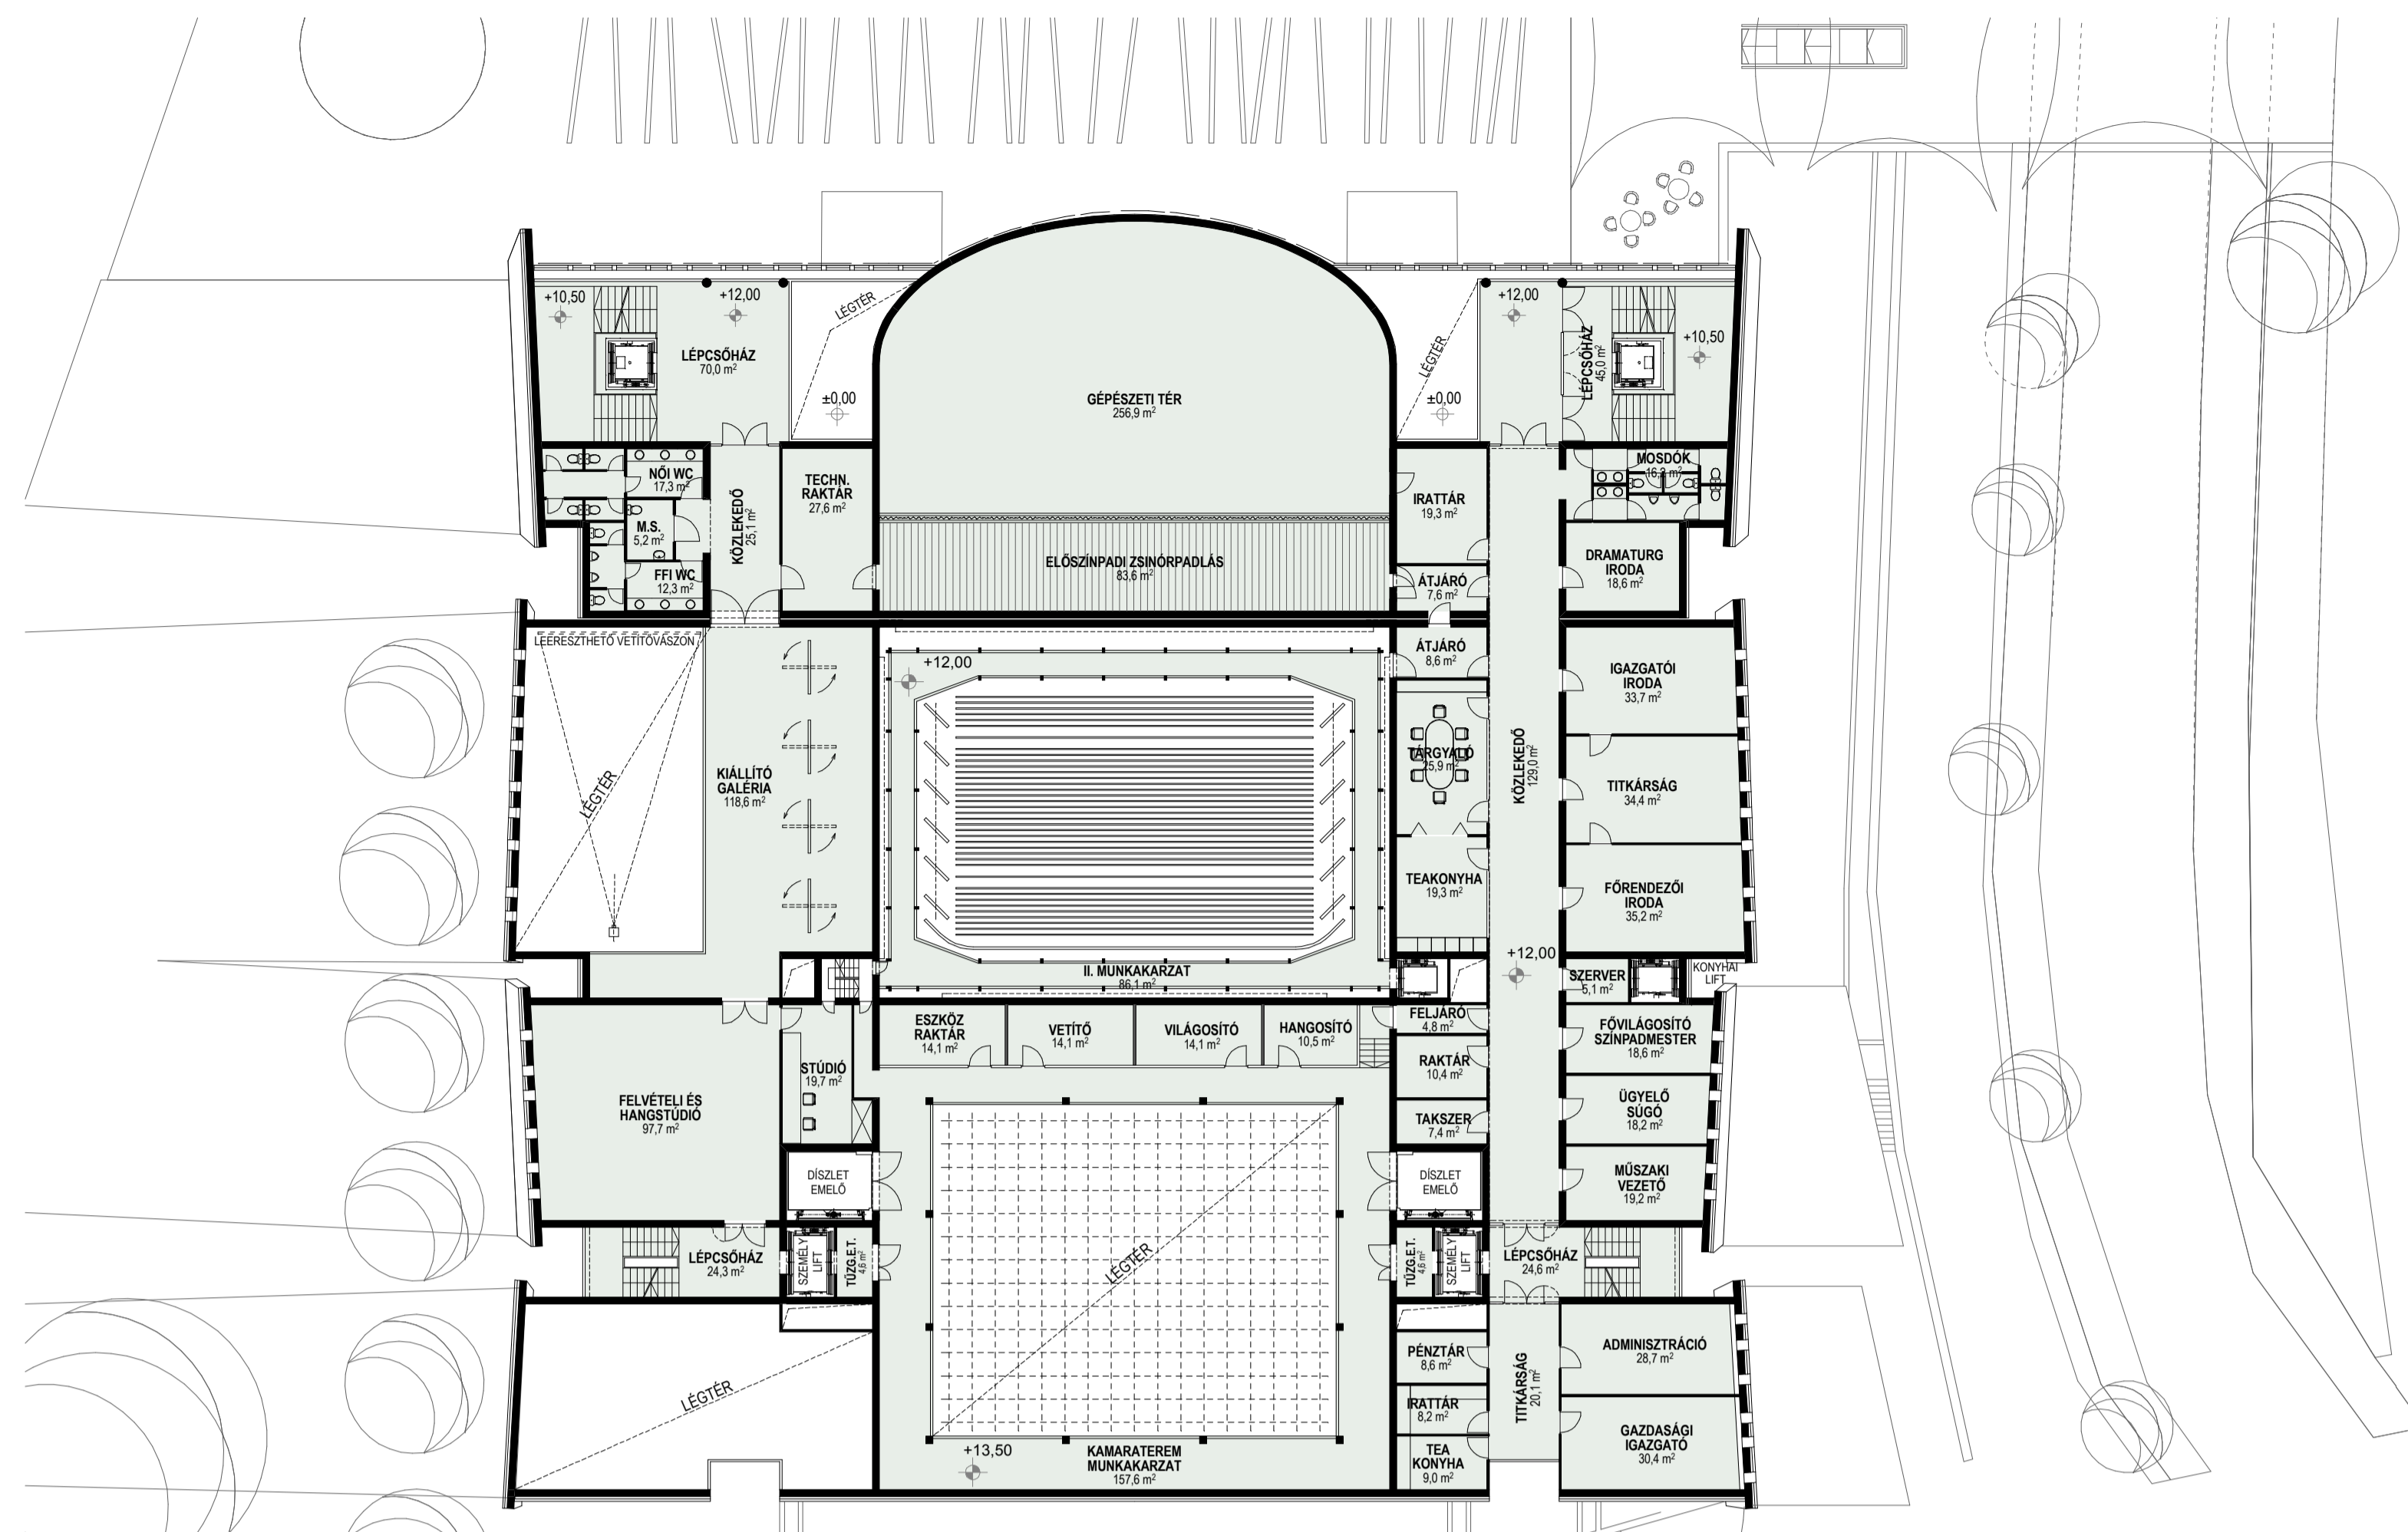 +10,50
+12,00
LÉGTÉR
LÉPCSŐHÁZ
70,0 m²
±0,00
GÉPÉSZETI TÉR
256,9 m²
LÉGTÉR
±0,00
+12,00
LÉPCSŐHÁZ
45,0 m²
+10,50
NŐI WC
17,3 m²
M.S.
5,2 m²
FFI WC
12,3 m²
KÖZLEKEDŐ
25,1 m²
TECHN.
RAKTÁR
27,6 m²
ELŐSZÍNPADI ZSINÓRPADLÁS
83,6 m²
IRATTÁR
19,3 m²
ÁTJÁRÓ
7,6 m²
MOSDÓK
DRAMATURG
IRODA
18,6 m²
LEERESZTHETŐ VETÍTŐVÁSZON
LÉGTÉR
KIÁLLÍTÓ
GALÉRIA
118,6 m²
+12,00
II. MUNKAKARZAT
86,1 m²
ÁTJÁRÓ
8,6 m²
TÁRGYALÓ
25,9 m²
TEAKONYHA
19,3 m²
KÖZLEKEDŐ
129,0 m²
+12,00
IGAZGATÓI
IRODA
33,7 m²
TITKÁRSÁG
34,4 m²
FŐRENDEZŐI
IRODA
35,2 m²
SZERVER
5,1 m²
KONYHAI
LIFT
FELVÉTELI ÉS
HANGSTÚDIÓ
97,7 m²
STÚDIÓ
19,7 m²
ESZKÖZ
RAKTÁR
14,1 m²
VETÍTŐ
14,1 m²
VILÁGOSÍTÓ
14,1 m²
HANGOSÍTÓ
10,5 m²
FELJÁRÓ
4,8 m²
RAKTÁR
10,4 m²
TAKSZER
7,4 m²
FŐVILÁGOSÍTÓ
SZÍNPADMESTER
18,6 m²
ÜGYELŐ
SÚGÓ
18,2 m²
MŰSZAKI
VEZETŐ
19,2 m²
DÍSZLET
EMELŐ
DÍSZLET
EMELŐ
LÉPCSŐHÁZ
24,3 m²
SZEMÉLY
LIFT
TŰZG.E.T.
4,6 m²
LÉGTÉR
TŰZG.E.T.
4,6 m²
SZEMÉLY
LIFT
LÉPCSŐHÁZ
24,6 m²
LÉGTÉR
+13,50
KAMARATEREM
MUNKAKARZAT
157,6 m²
PÉNZTÁR
8,6 m²
IRATTÁR
8,2 m²
TEA
KONYHA
9,0 m²
TITKÁRSÁG
20,1 m²
ADMINISZTRÁCIÓ
28,7 m²
GAZDASÁGI
IGAZGATÓ
30,4 m²